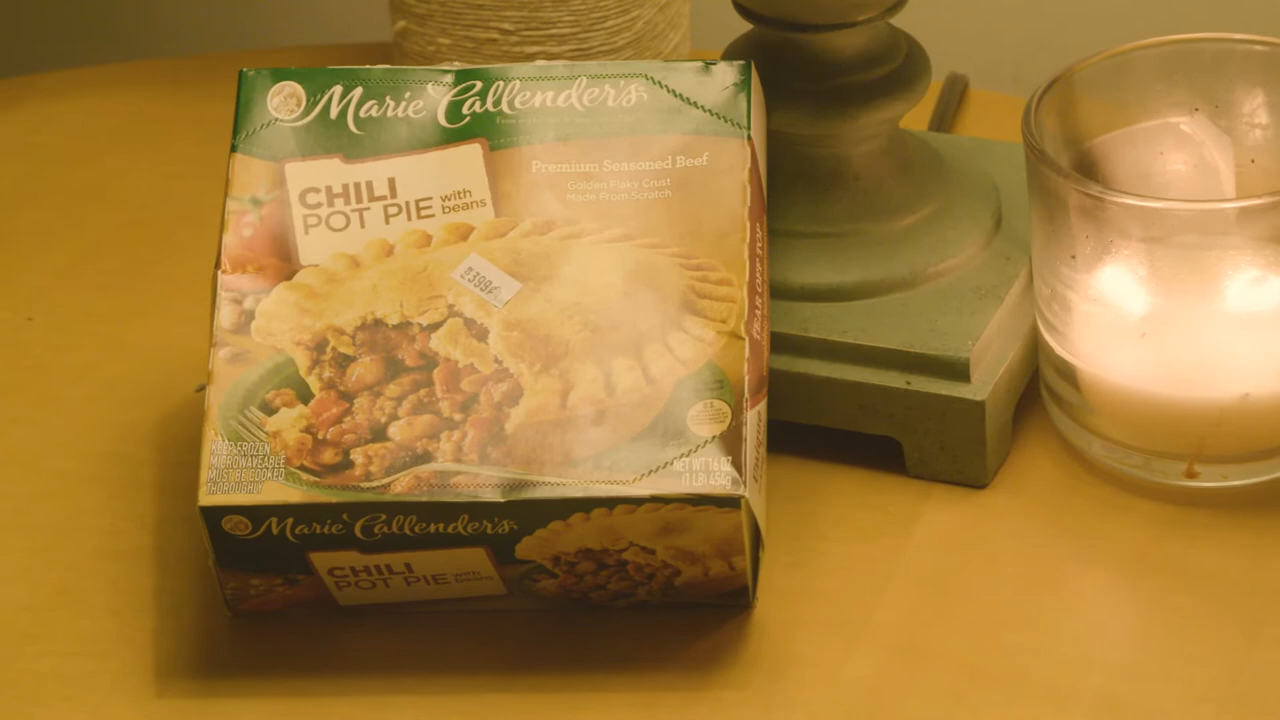 Marie Callender's
CHILI
POT PIE with beans
Premium Seasoned Beef
Golden Flaky Crust
Made From Scratch
399¢
TEAR OFF TOP
KEEP FROZEN
MICROWAVEABLE
MUST BE COOKED
THOROUGHLY
NET WT 16 OZ
(1 LB) 454g
Marie Callender's
CHILI
POT PIE with beans